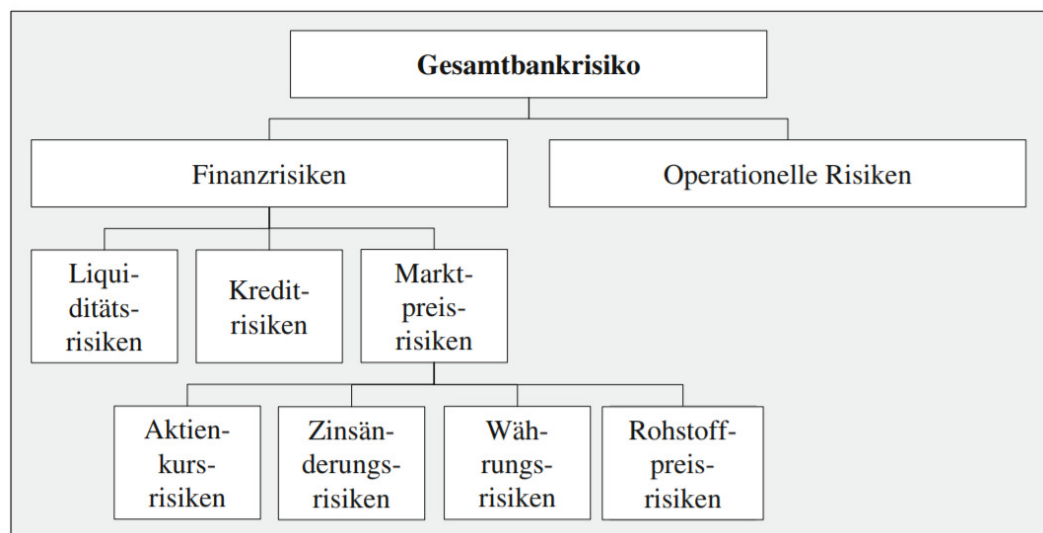 Gesamtbankrisiko
Finanzrisiken
Operationelle Risiken
Liqui-
ditäts-
risiken
Kredit-
risiken
Markt-
preis-
risiken
Aktien-
kurs-
risiken
Zinsän-
derungs-
risiken
Wäh-
rungs-
risiken
Rohstoff-
preis-
risiken